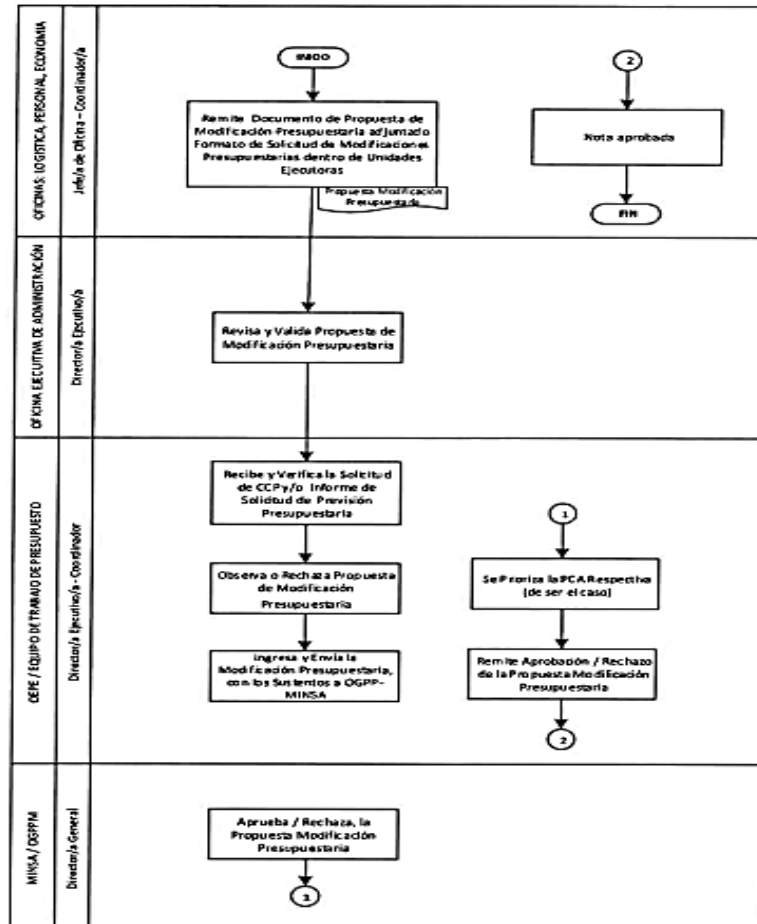 OFICINAS: LOGISTICA, PERSONAL, ECONOMIA
Jefe/a de Oficina – Coordinador/a
INICIO
Remite Documento de Propuesta de
Modificación Presupuestaria adjuntado
Formato de Solicitud de Modificaciones
Presupuestarias dentro de Unidades
Ejecutoras
Propuesta Modificación
Presupuestaria
2
Nota aprobada
FIN
OFICINA EJECUTIVA DE ADMINISTRACIÓN
Director/a Ejecutivo/a
Revisa y Valida Propuesta de
Modificación Presupuestaria
OEPE / EQUIPO DE TRABAJO DE PRESUPUESTO
Director/a Ejecutivo/a - Coordinador
Recibe y Verifica la Solicitud
de CCP y/o Informe de
Solicitud de Previsión
Presupuestaria
Observa o Rechaza Propuesta
de Modificación
Presupuestaria
Ingresa y Envía la
Modificación Presupuestaria,
con los Sustentos a OGPP-
MINSA
1
Se Prioriza la PCA Respectiva
(de ser el caso)
Remite Aprobación / Rechazo
de la Propuesta Modificación
Presupuestaria
2
MINSA / OGPPM
Director/a General
Aprueba / Rechaza, la
Propuesta Modificación
Presupuestaria